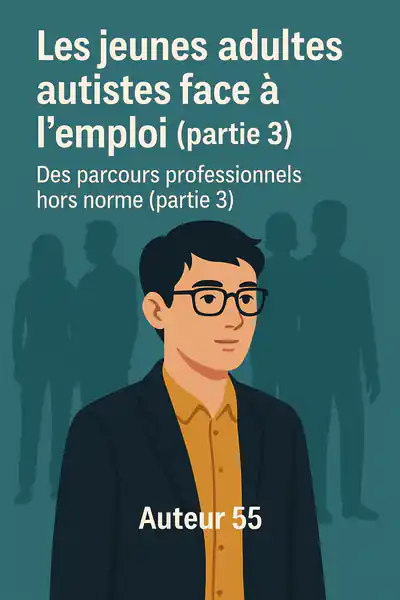 Les jeunes adultes
autistes face à
l’emploi (partie 3)
Des parcours professionnels
hors norme (partie 3)
Auteur 55